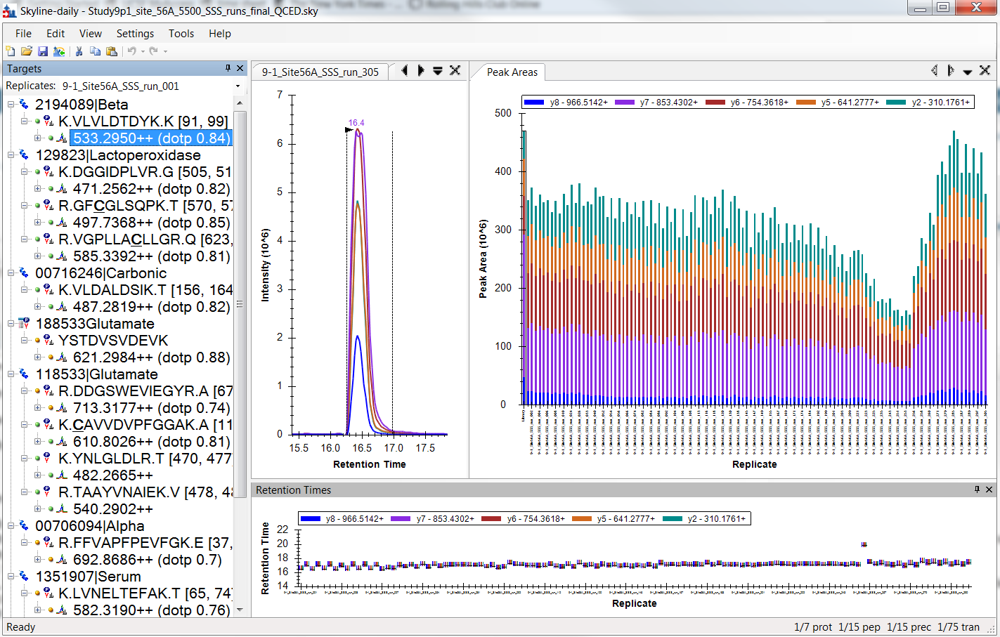 Skyline-daily - Study9p1_site_56A_5500_SSS_runs_final_QCED.sky
File Edit View Settings Tools Help
Targets
Replicates: 9-1_Site56A_SSS_run_001
2194089|Beta
K.VLVLDTDYK.K [91, 99]
533.2950++ (dotp 0.84)
129823|Lactoperoxidase
K.DGGIDPLVR.G [505, 51
471.2562++ (dotp 0.82)
R.GFCGLSQPK.T [570, 57
497.7368++ (dotp 0.85)
R.VGPLLACLLGR.Q [623,
585.3392++ (dotp 0.81)
00716246|Carbonic
K.VLDALDSIK.T [156, 164
487.2819++ (dotp 0.82)
188533Glutamate
YSTDVSVDEVK
621.2984++ (dotp 0.88)
118533|Glutamate
R.DDGSWEVIEGYR.A [67
713.3177++ (dotp 0.74)
K.CAVVDVPFGGAK.A [11
610.8026++ (dotp 0.81)
K.YNLGLDLR.T [470, 477
482.2665++
R.TAAYVNAIEK.V [478, 48
540.2902++
00706094|Alpha
R.FFVAPFPEVFGK.E [37,
692.8686++ (dotp 0.7)
1351907|Serum
K.LVNELTEFAK.T [65, 74
582.3190++ (dotp 0.76)
9-1_Site56A_SSS_run_305
7
6
5
4
3
2
1
0
Intensity (10^6)
16.4
15.5 16.0 16.5 17.0 17.5
Retention Time
Peak Areas
y8 - 966.5142+ y7 - 853.4302+ y6 - 754.3618+ y5 - 641.2777+ y2 - 310.1761+
500
400
300
200
100
0
Peak Area (10^6)
Replicate
Retention Times
y8 - 966.5142+ y7 - 853.4302+ y6 - 754.3618+ y5 - 641.2777+ y2 - 310.1761+
22
20
18
16
14
Retention Time
Replicate
Ready
1/7 prot 1/15 pep 1/15 prec 1/75 tran